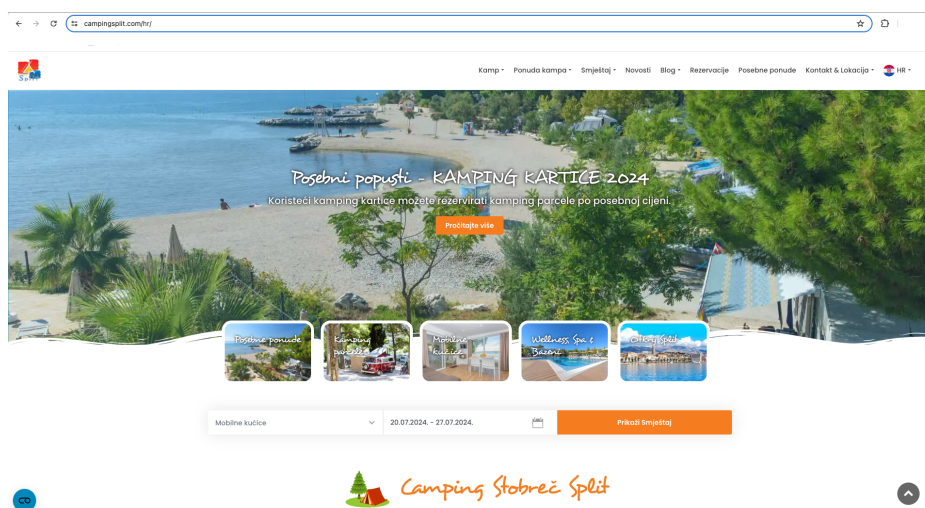 campingsplit.com/hr/
Split
Kamp Ponuda kampa Smještaj Novosti Blog Rezervacije Posebne ponude Kontakt & Lokacija HR
Posebni popusti - KAMPING KARTICE 2024
Koristeći kamping kartice možete rezervirati kamping parcele po posebnoj cijeni.
Pročitajte više
Posebne ponude
Kamping
parcele
Mobilne
kućice
Wellness, Spa &
Bazeni
Otkrij Split
Mobilne kućice
20.07.2024. - 27.07.2024.
Prikaži Smještaj
Camping Stobreč Split